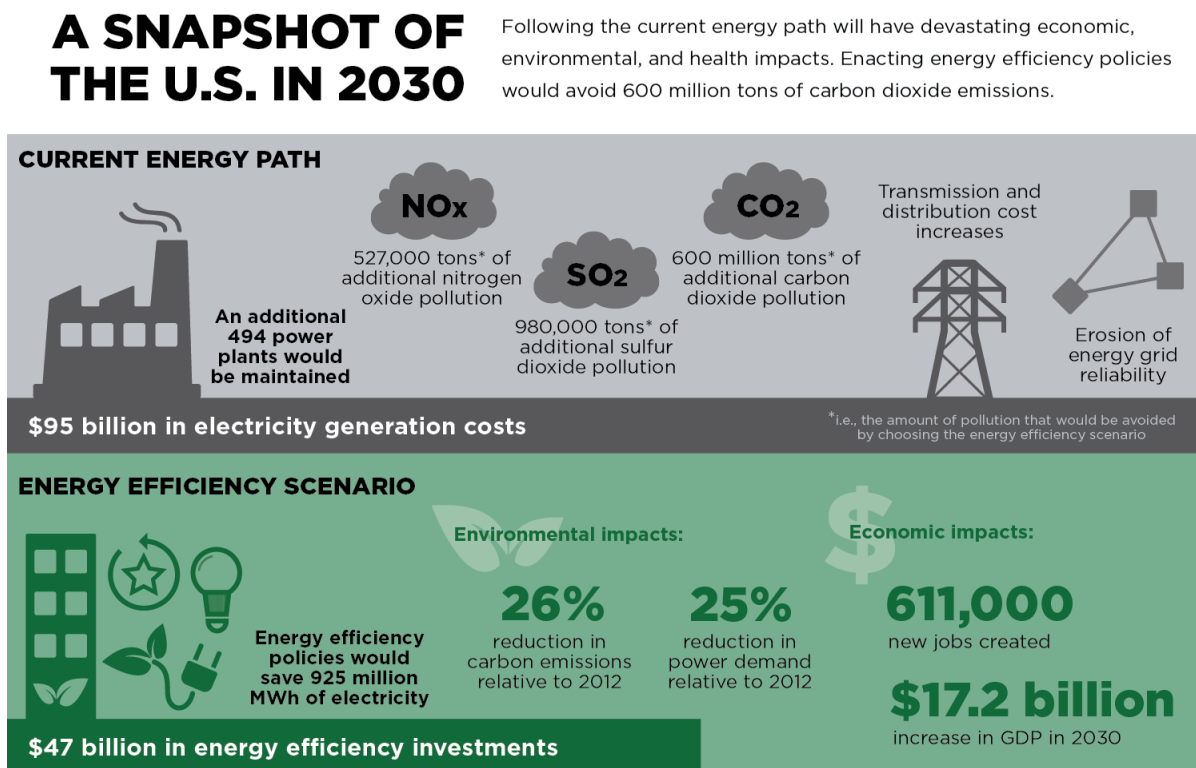 A SNAPSHOT OF
THE U.S. IN 2030
Following the current energy path will have devastating economic,
environmental, and health impacts. Enacting energy efficiency policies
would avoid 600 million tons of carbon dioxide emissions.
CURRENT ENERGY PATH
An additional
494 power
plants would
be maintained
NOx
527,000 tons* of
additional nitrogen
oxide pollution
SO2
980,000 tons* of
additional sulfur
dioxide pollution
CO2
600 million tons* of
additional carbon
dioxide pollution
Transmission and
distribution cost
increases
Erosion of
energy grid
reliability
$95 billion in electricity generation costs
*i.e., the amount of pollution that would be avoided
by choosing the energy efficiency scenario
ENERGY EFFICIENCY SCENARIO
Energy efficiency
policies would
save 925 million
MWh of electricity
Environmental impacts:
26%
reduction in
carbon emissions
relative to 2012
25%
reduction in
power demand
relative to 2012
$
Economic impacts:
611,000
new jobs created
$17.2 billion
increase in GDP in 2030
$47 billion in energy efficiency investments